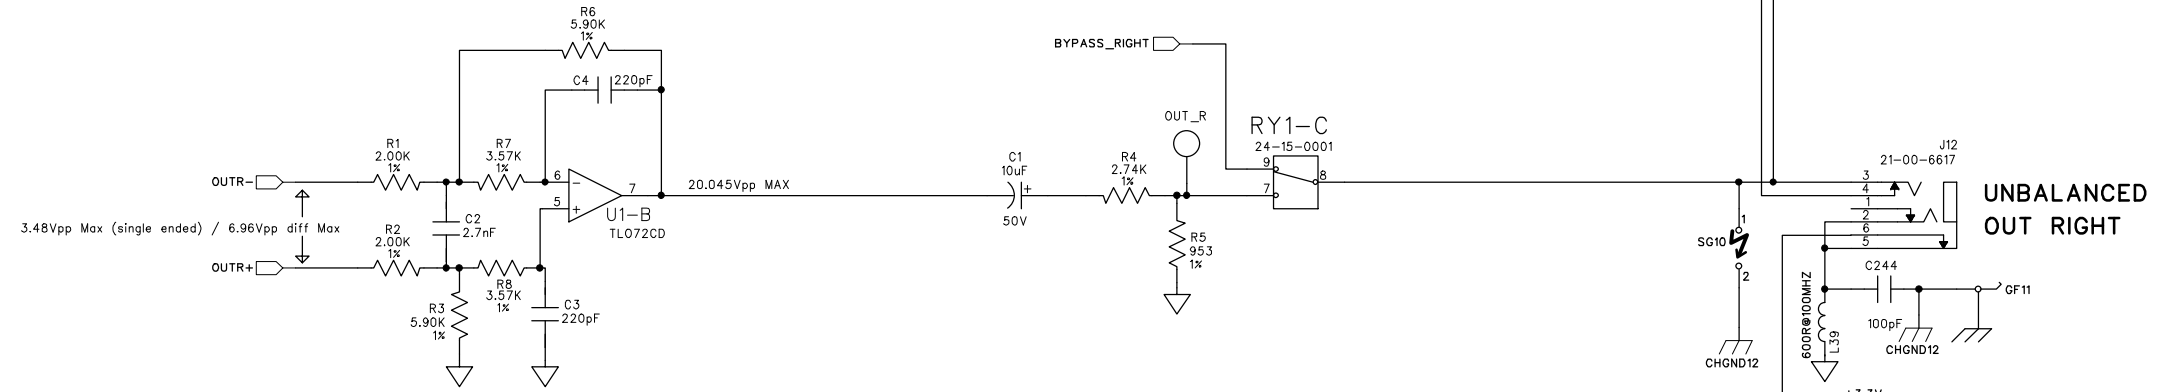 R6
5.90K
1%
C4
220pF
BYPASS_RIGHT
OUT_R
RY1-C
24-15-0001
R1
2.00K
1%
R7
3.57K
1%
OUTR-
6
5
7
U1-B
TL072CD
20.045Vpp MAX
C1
10uF
+
50V
R4
2.74K
1%
9
7
8
J12
21-00-6617
3
4
1
2
6
5
UNBALANCED
OUT RIGHT
3.48Vpp Max (single ended) / 6.96Vpp diff Max
C2
2.7nF
R2
2.00K
1%
OUTR+
R5
953
1%
SG10
1
2
R8
3.57K
1%
R3
5.90K
1%
C3
220pF
C244
100pF
GF11
600R@100MHZ
L39
CHGND12
CHGND12
+3.3V